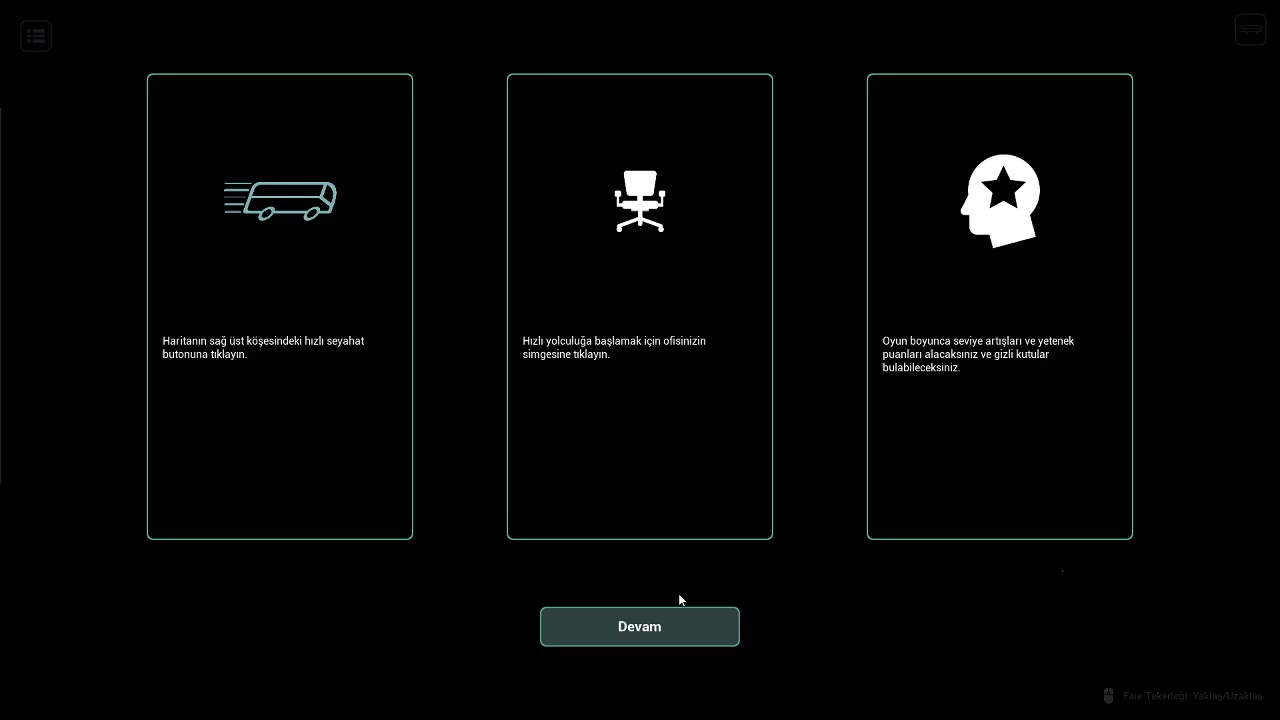 Haritanın sağ üst köşesindeki hızlı seyahat
butonuna tıklayın.
Hızlı yolculuğa başlamak için ofisinizin
simgesine tıklayın.
Oyun boyunca seviye artışları ve yetenek
puanları alacaksınız ve gizli kutular
bulabileceksiniz.
Devam
Fare Tekerleği: Yaklaş/Uzaklaş